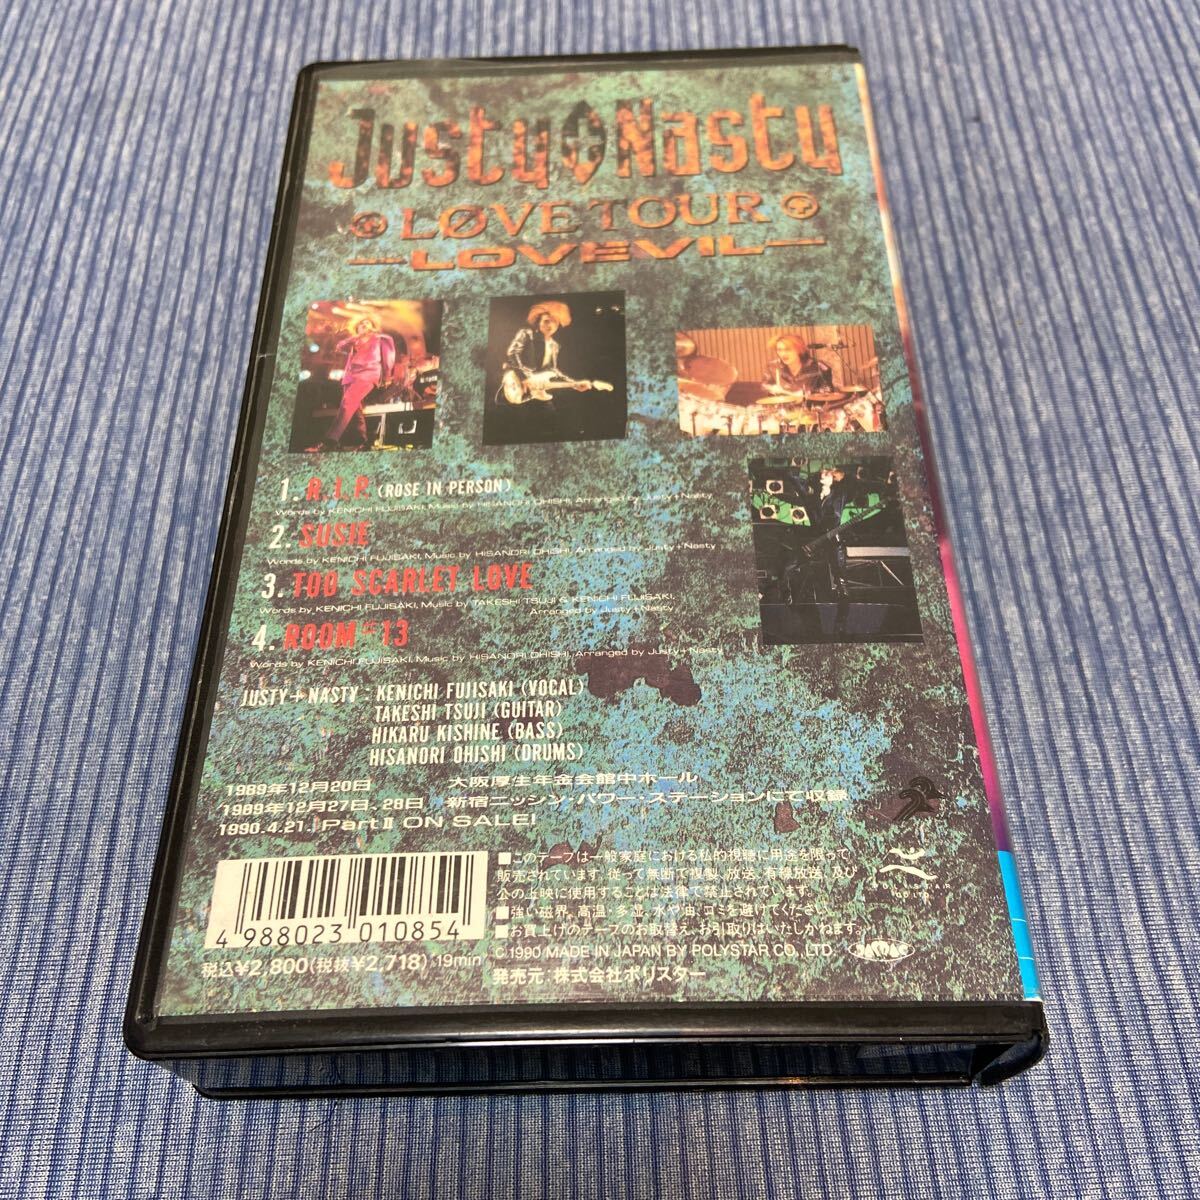 Justy Nasty
LØVE TOUR
—LOVEVIL—
1. R.I.P. (ROSE IN PERSON)
Words by KENICHI FUJISAKI, Music by HISANORI OHISHI, Arranged by Justy+Nasty
2. SUSIE
Words by KENICHI FUJISAKI, Music by HISANORI OHISHI, Arranged by Justy+Nasty
3. TOO SCARLET LOVE
Words by KENICHI FUJISAKI, Music by TAKESHI TSUJI & KENICHI FUJISAKI,
Arranged by Justy+Nasty
4. ROOM #13
Words by KENICHI FUJISAKI, Music by HISANORI OHISHI, Arranged by Justy+Nasty
JUSTY+NASTY : KENICHI FUJISAKI (VOCAL)
TAKESHI TSUJI (GUITAR)
HIKARU KISHINE (BASS)
HISANORI OHISHI (DRUMS)
1989年12月20日 大阪厚生年金会館中ホール
1989年12月27日、28日 新宿ニッシン・パワー・ステーションにて収録
1990.4.21. Part II ON SALE!
■このテープは一般家庭における私的視聴に用途を限って
販売されています。従って無断で複製、放送、有線放送、及び
公の上映に使用することは法律で禁止されています。
■強い磁界、高温・多湿、水や油、ゴミを避けてください。
■お買上げのテープのお取替え、お引取りはいたしかねます。
© 1990/MADE IN JAPAN BY POLYSTAR CO., LTD.
発売元:株式会社ポリスター
4 988023 010854
税込¥2,800(税抜¥2,718) 19min